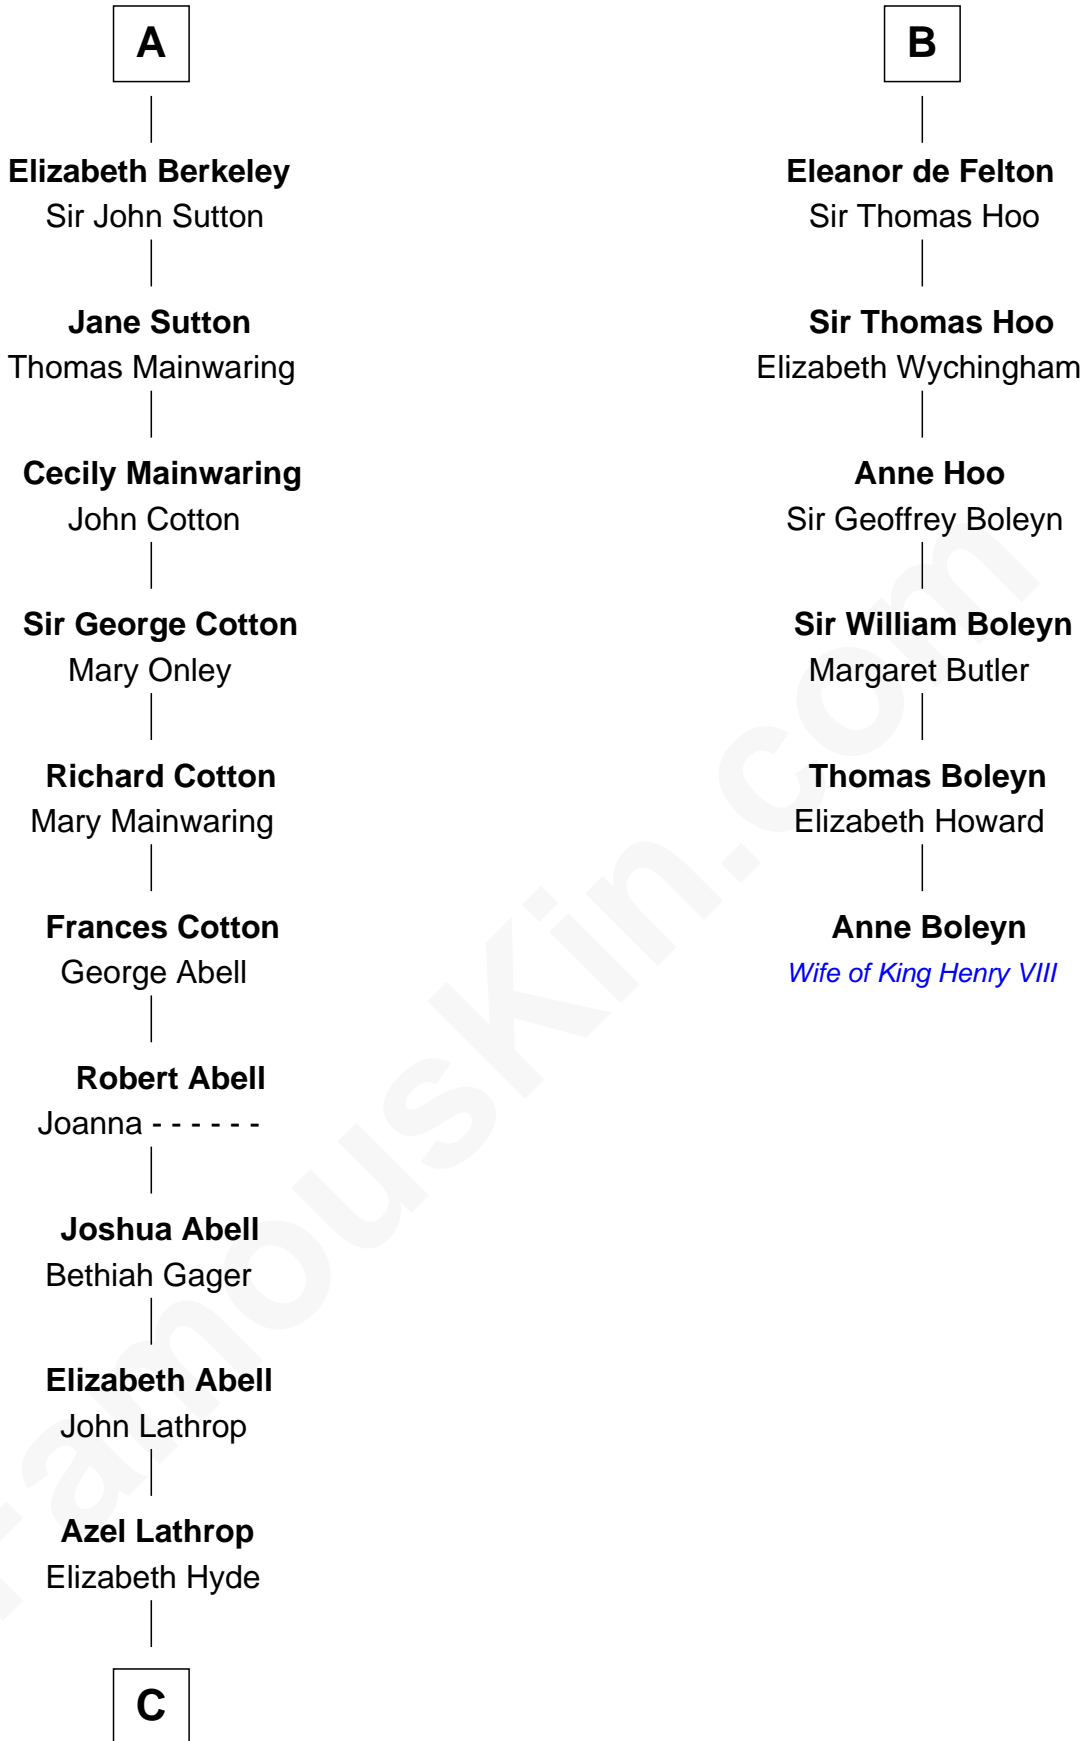 A
Elizabeth Berkeley
Sir John Sutton
Jane Sutton
Thomas Mainwaring
Cecily Mainwaring
John Cotton
Sir George Cotton
Mary Onley
Richard Cotton
Mary Mainwaring
Frances Cotton
George Abell
Robert Abell
Joanna - - - - - -
Joshua Abell
Bethiah Gager
Elizabeth Abell
John Lathrop
Azel Lathrop
Elizabeth Hyde
C
B
Eleanor de Felton
Sir Thomas Hoo
Sir Thomas Hoo
Elizabeth Wychingham
Anne Hoo
Sir Geoffrey Boleyn
Sir William Boleyn
Margaret Butler
Thomas Boleyn
Elizabeth Howard
Anne Boleyn
Wife of King Henry VIII
FamousKin.com